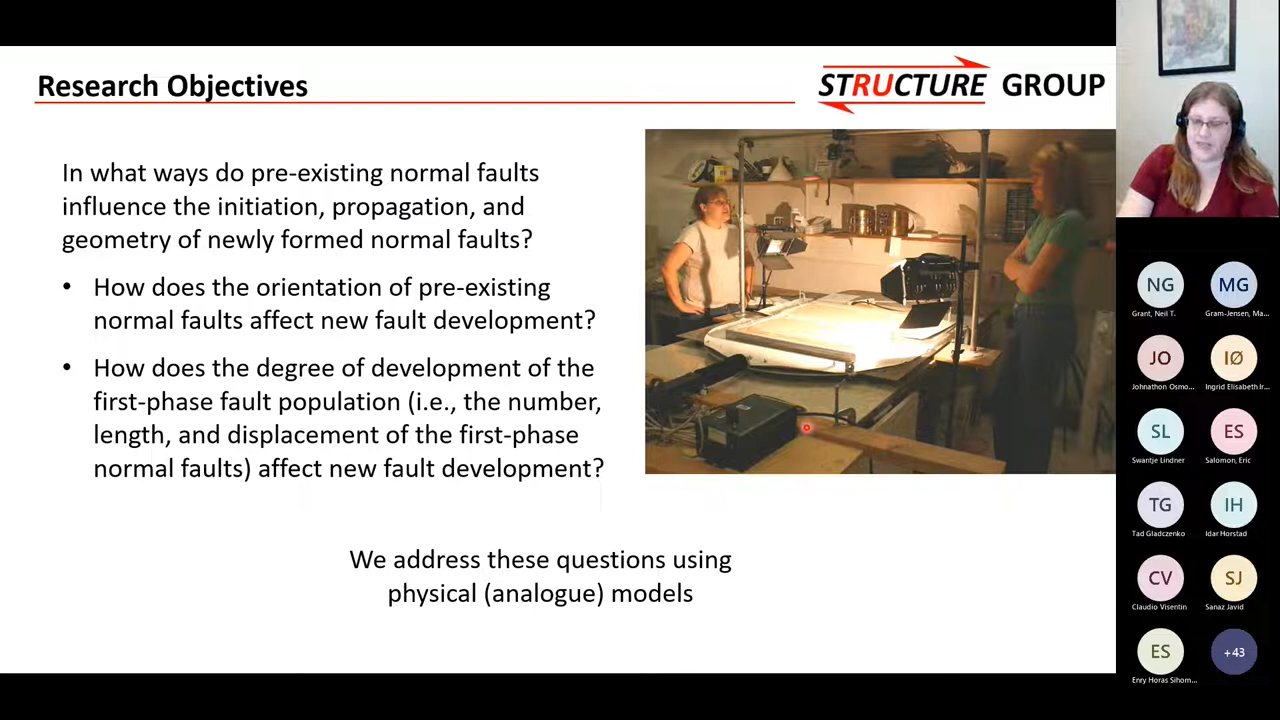 Research Objectives
STRUCTURE GROUP
In what ways do pre-existing normal faults
influence the initiation, propagation, and
geometry of newly formed normal faults?
• How does the orientation of pre-existing
normal faults affect new fault development?
• How does the degree of development of the
first-phase fault population (i.e., the number,
length, and displacement of the first-phase
normal faults) affect new fault development?
We address these questions using
physical (analogue) models
NG
Grant, Neil T.
MG
Gram-Jensen, Ma...
JO
Johnathon Osmo...
IØ
Ingrid Elisabeth Ir...
SL
Swantje Lindner
ES
Salomon, Eric
TG
Tad Gladczenko
IH
Idar Horstad
CV
Claudio Visentin
SJ
Sanaz Javid
ES
Enry Horas Sihom...
+43